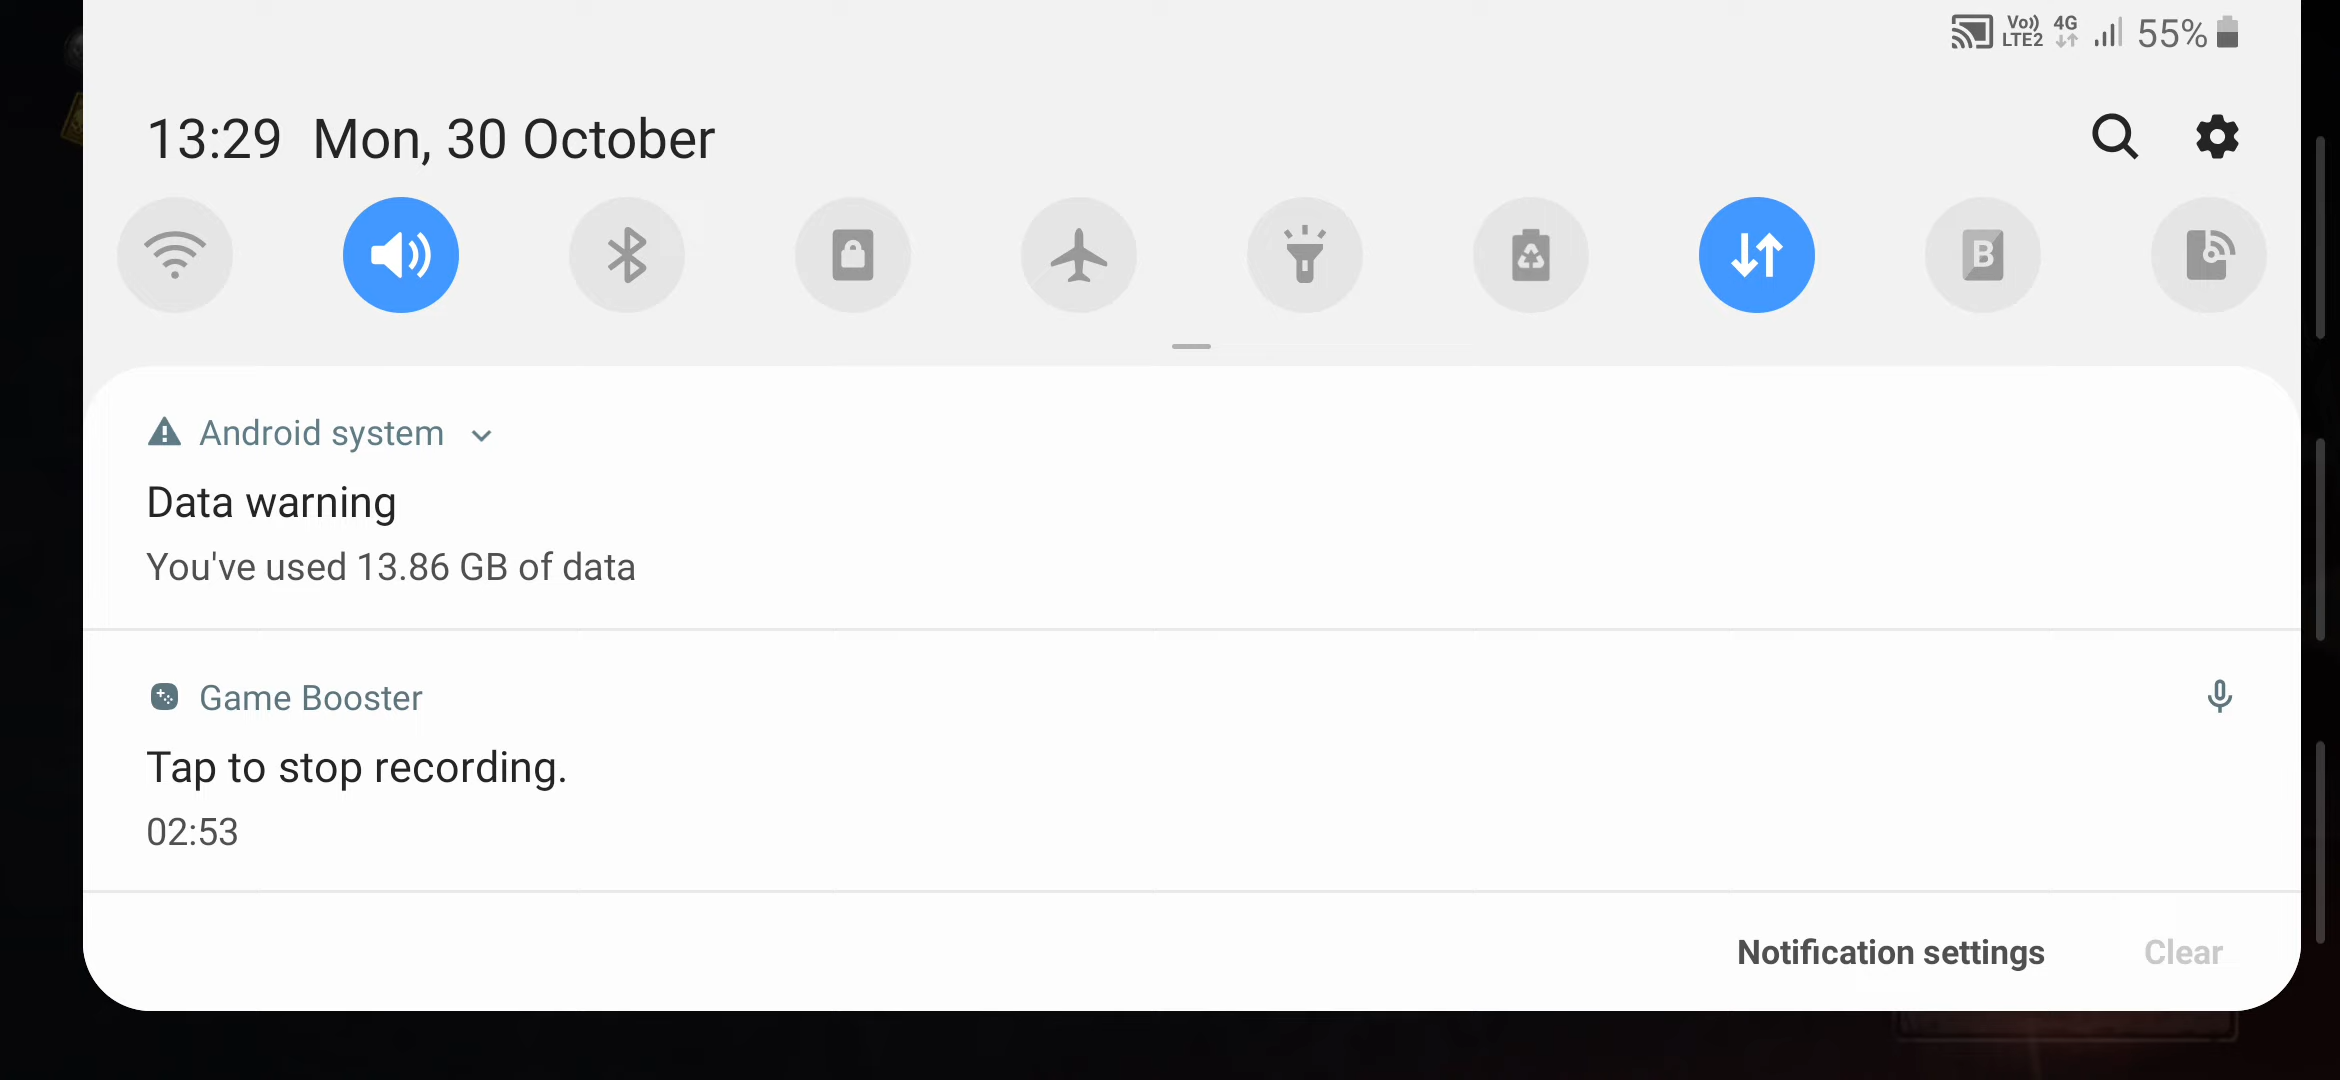 Vo)) LTE2 4G 55%
13:29 Mon, 30 October
B
Android system
Data warning
You've used 13.86 GB of data
Game Booster
Tap to stop recording.
02:53
Notification settings Clear